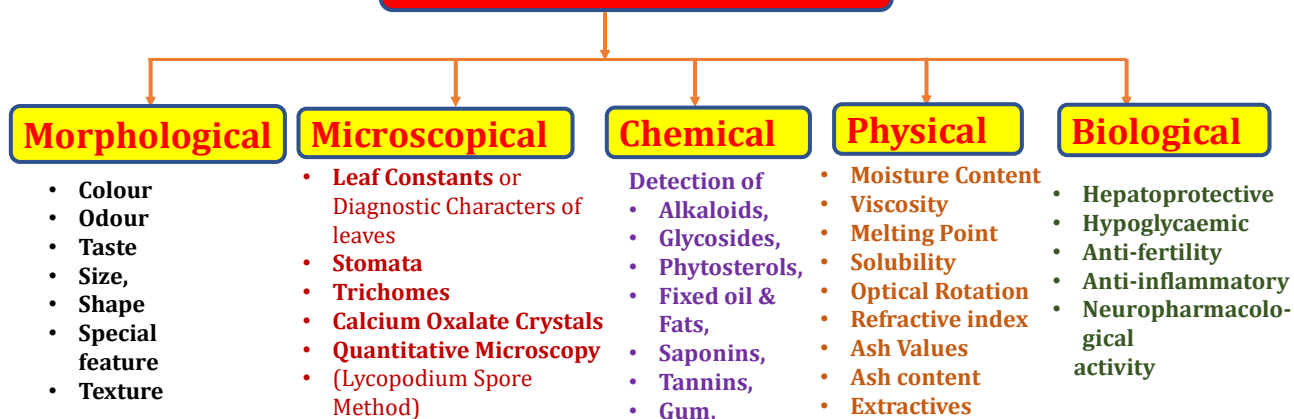 Morphological
• Colour
• Odour
• Taste
• Size,
• Shape
• Special
feature
• Texture
Microscopical
• Leaf Constants or
Diagnostic Characters of
leaves
• Stomata
• Trichomes
• Calcium Oxalate Crystals
• Quantitative Microscopy
• (Lycopodium Spore
Method)
Chemical
Detection of
• Alkaloids,
• Glycosides,
• Phytosterols,
• Fixed oil &
Fats,
• Saponins,
• Tannins,
• Gum,
Physical
• Moisture Content
• Viscosity
• Melting Point
• Solubility
• Optical Rotation
• Refractive index
• Ash Values
• Ash content
• Extractives
Biological
• Hepatoprotective
• Hypoglycaemic
• Anti-fertility
• Anti-inflammatory
• Neuropharmacolo-
gical
activity